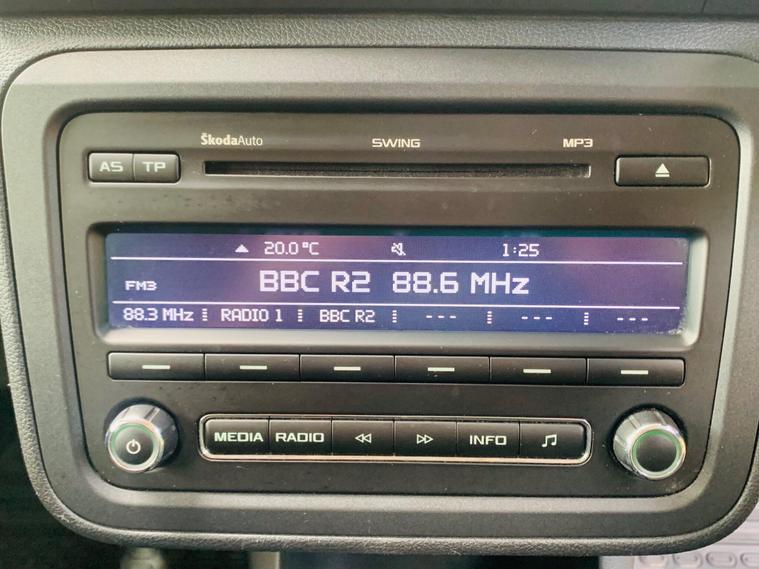 ŠkodaAuto SWING MP3
AS TP
20.0 °C 1:25
FM3 BBC R2 88.6 MHz
88.3 MHz RADIO 1 BBC R2 --- --- ---
MEDIA RADIO INFO